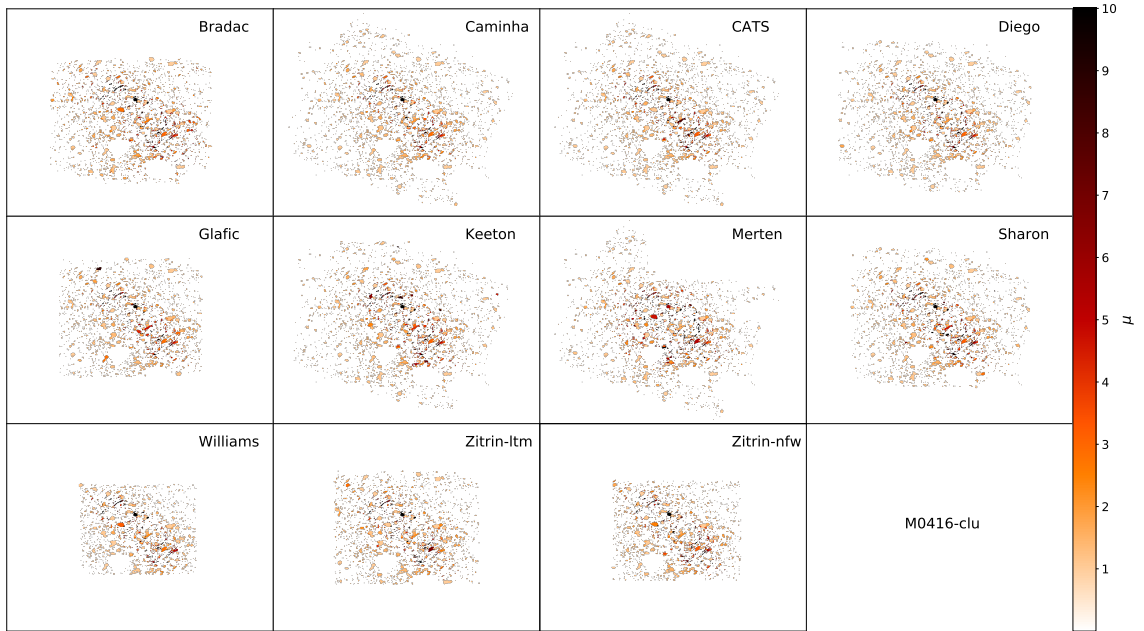 Bradac
Caminha
CATS
Diego
Glafic
Keeton
Merten
Sharon
Williams
Zitrin-ltm
Zitrin-nfw
M0416-clu
10
9
8
7
6
5
4
3
2
1
μ